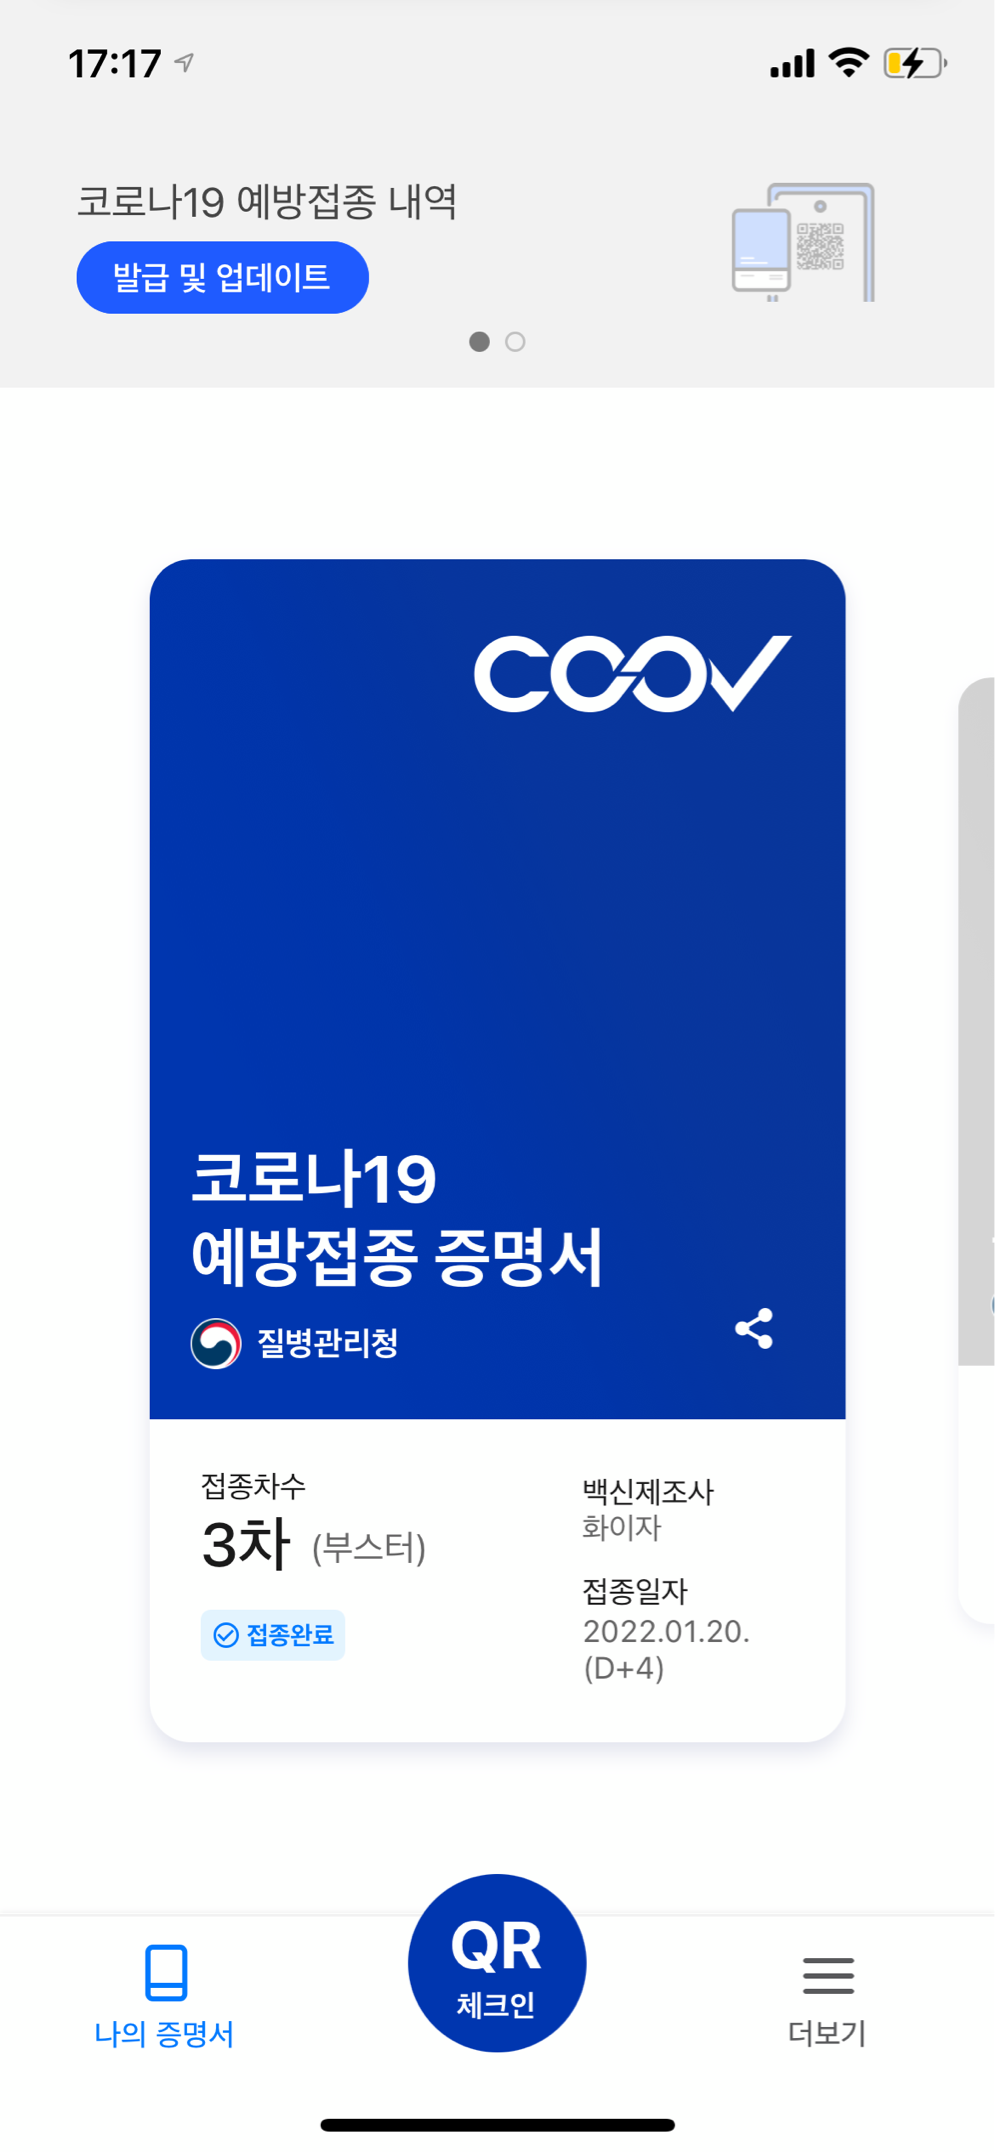 17:17
코로나19 예방접종 내역
발급 및 업데이트
COOV
코로나19
예방접종 증명서
질병관리청
접종차수
3차 (부스터)
접종완료
백신제조사
화이자
접종일자
2022.01.20.
(D+4)
QR
체크인
나의 증명서
더보기